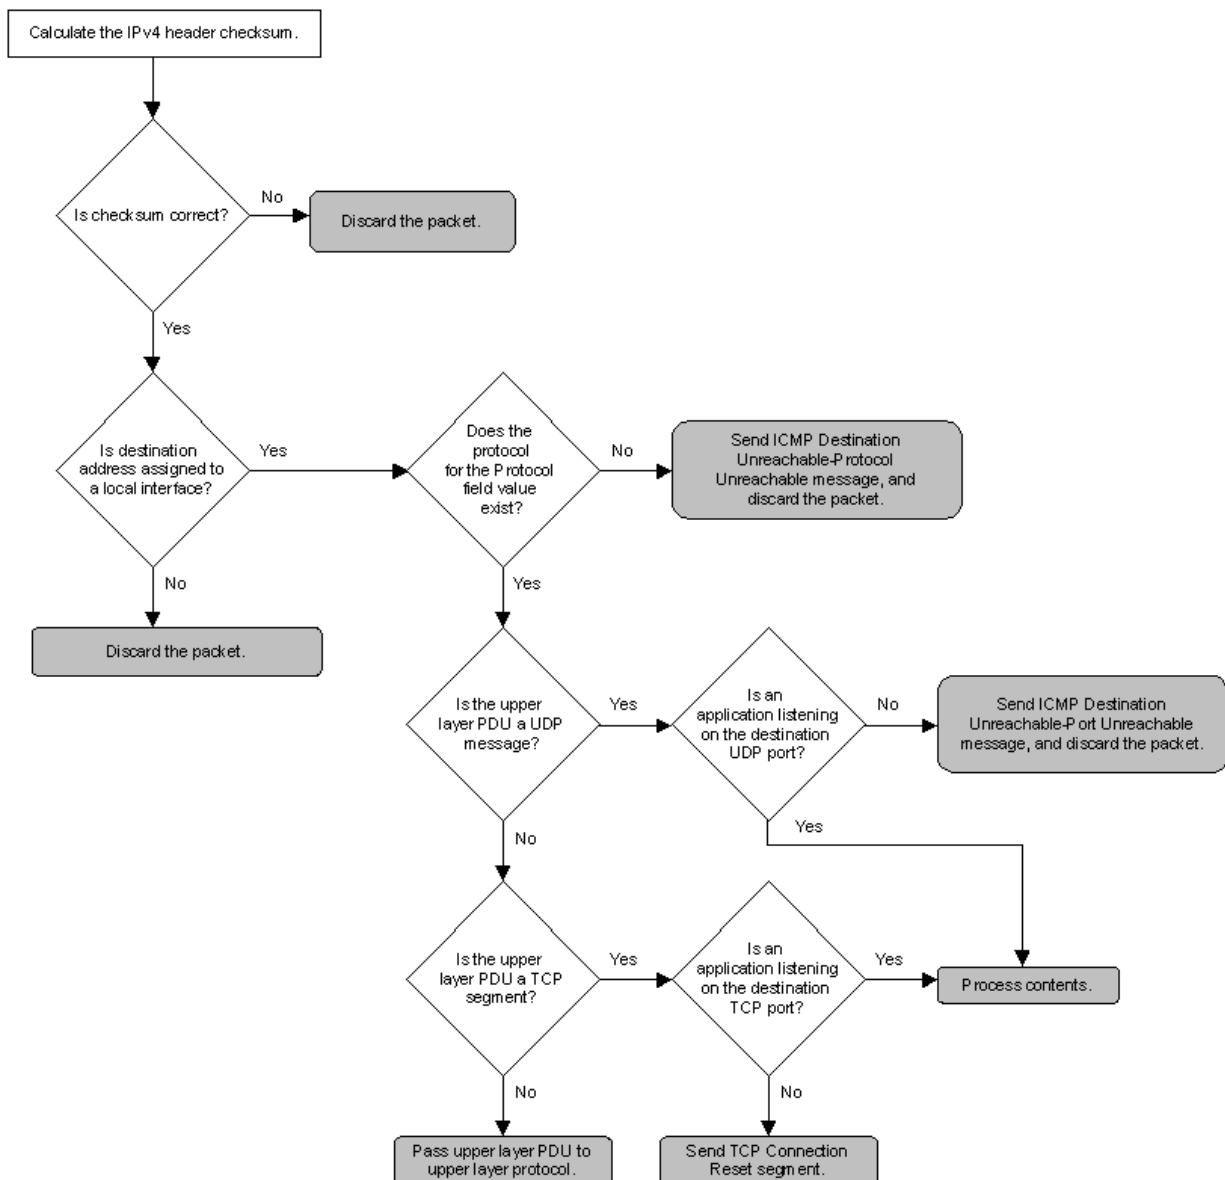 Calculate the IPv4 header checksum.
Is checksum correct?
No
Discard the packet.
Yes
Is destination
address assigned to
a local interface?
Yes
Does the
protocol
for the Protocol
field value
exist?
No
Send ICMP Destination
Unreachable-Protocol
Unreachable message, and
discard the packet.
No
Discard the packet.
Yes
Is the upper
layer PDU a UDP
message?
Yes
Is an
application listening
on the destination
UDP port?
No
Send ICMP Destination
Unreachable-Port Unreachable
message, and discard the packet.
Yes
No
Is the upper
layer PDU a TCP
segment?
Yes
Is an
application listening
on the destination
TCP port?
Yes
Process contents.
No
Pass upper layer PDU to
upper layer protocol.
No
Send TCP Connection
Reset segment.